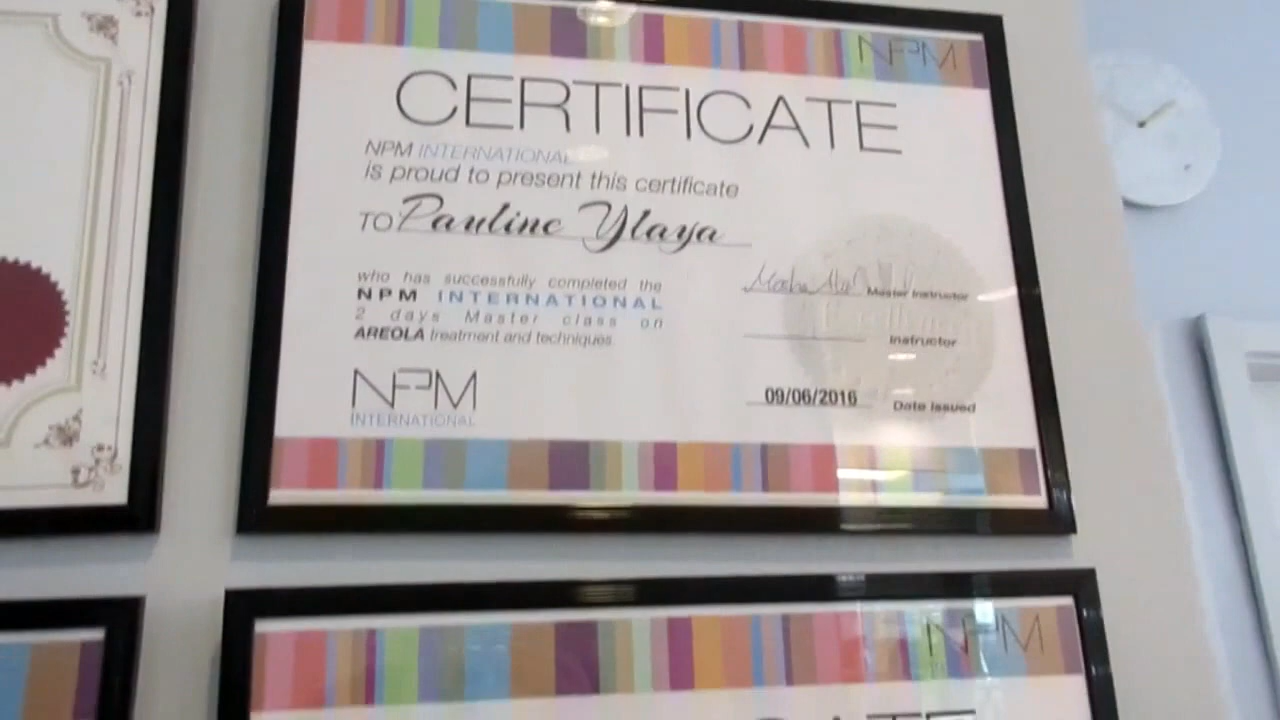 NPM
CERTIFICATE
NPM INTERNATIONAL
is proud to present this certificate
TO Pauline Ylaya
who has successfully completed the
NPM INTERNATIONAL
2 days Master class on
AREOLA treatment and techniques
Master Instructor
Instructor
09/06/2016 Date Issued
NPM
INTERNATIONAL
NPM